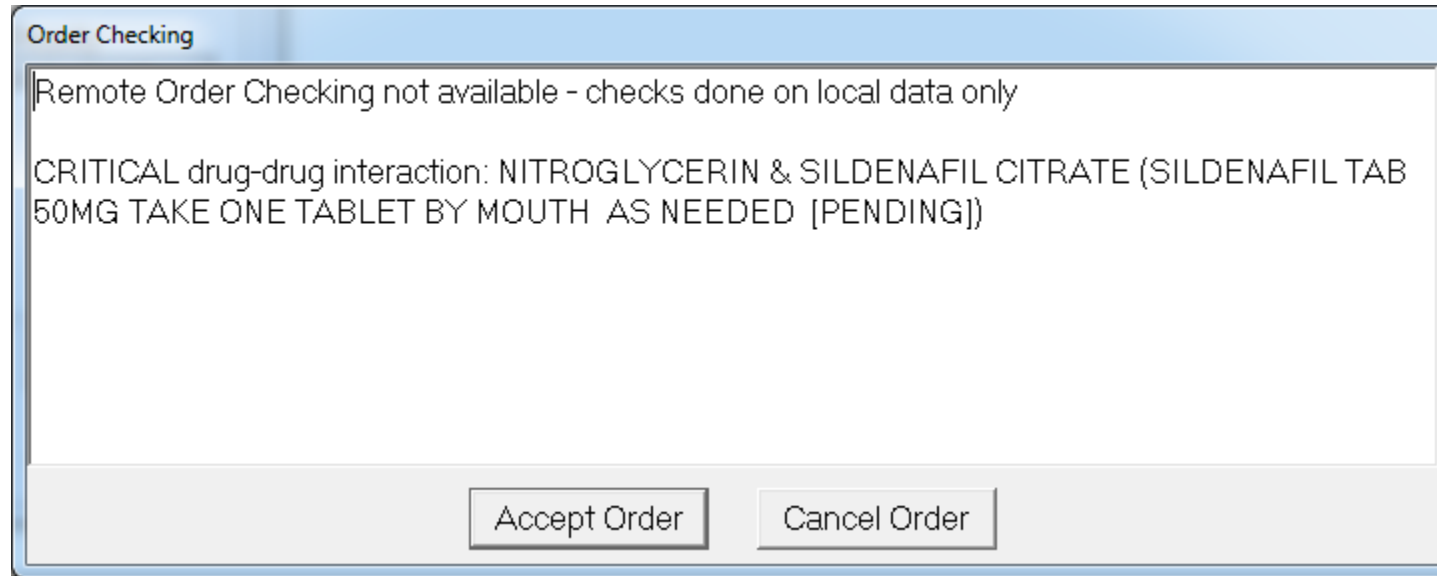 Order Checking
Remote Order Checking not available - checks done on local data only
CRITICAL drug-drug interaction: NITROGLYCERIN & SILDENAFIL CITRATE (SILDENAFIL TAB
50MG TAKE ONE TABLET BY MOUTH  AS NEEDED  [PENDING])
Accept Order
Cancel Order